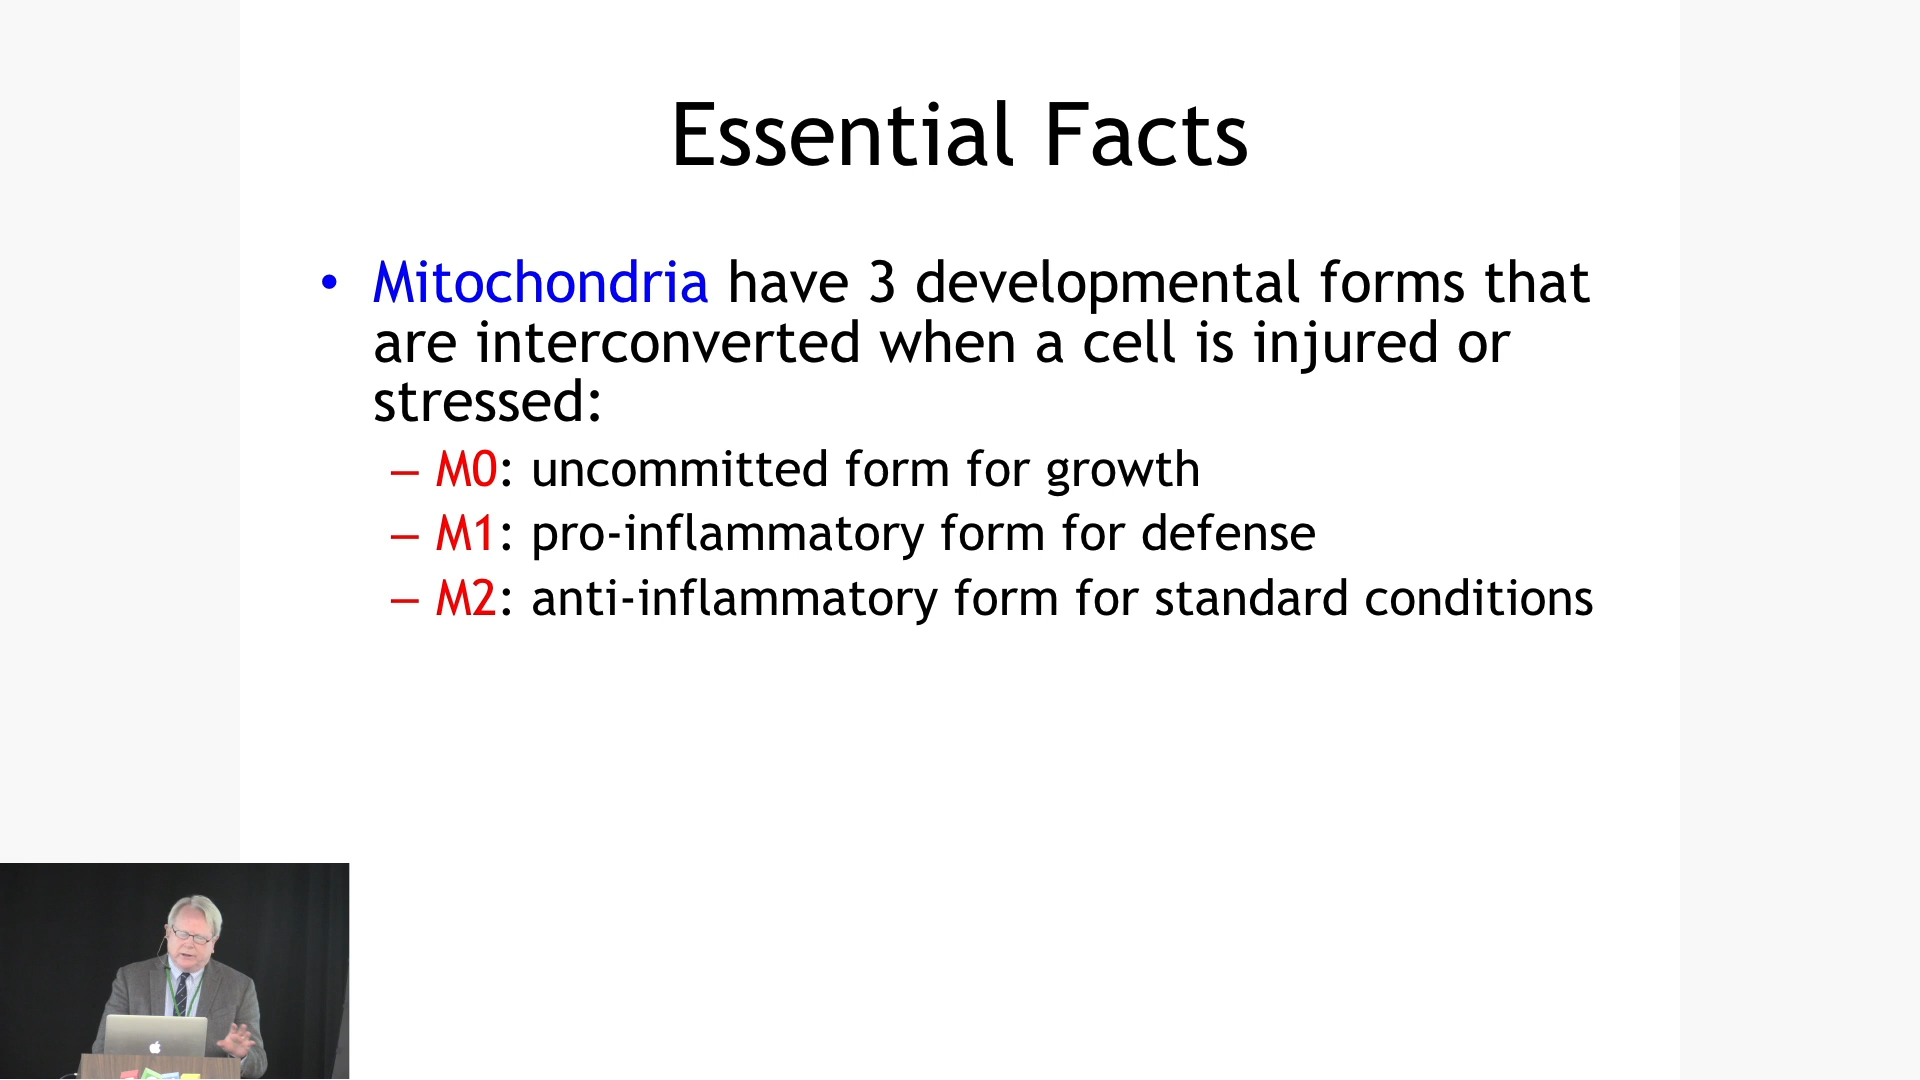 Essential Facts
• Mitochondria have 3 developmental forms that
are interconverted when a cell is injured or
stressed:
– M0: uncommitted form for growth
– M1: pro-inflammatory form for defense
– M2: anti-inflammatory form for standard conditions